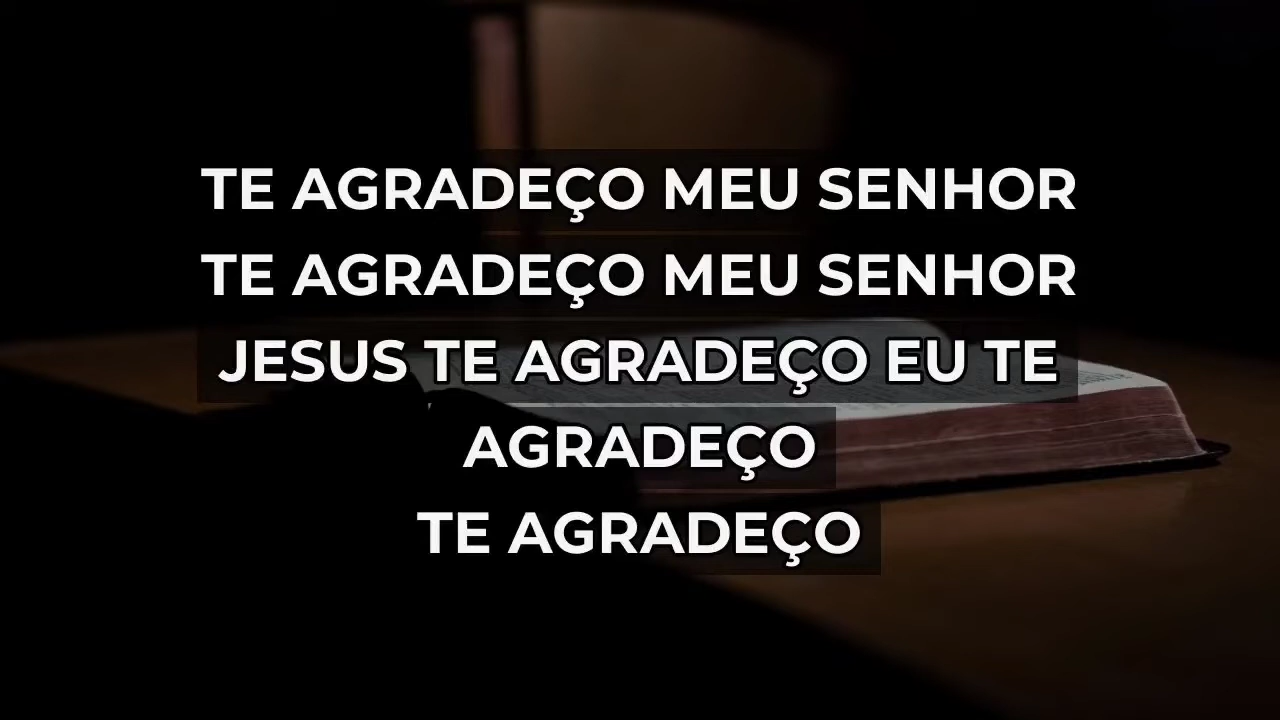 TE AGRADEÇO MEU SENHOR
TE AGRADEÇO MEU SENHOR
JESUS TE AGRADEÇO EU TE
AGRADEÇO
TE AGRADEÇO